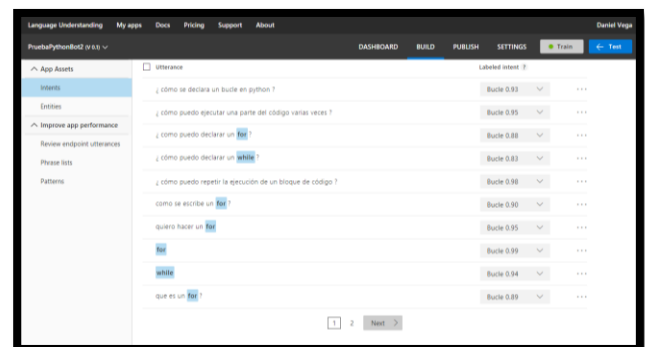 Language Understanding My apps Docs Pricing Support About Daniel Vega
PruebaPythonBot2 (V 0.1) DASHBOARD BUILD PUBLISH SETTINGS Train Test
App Assets
Intents
Entities
Improve app performance
Review endpoint utterances
Phrase lists
Patterns
Utterance Labeled intent ?
¿ cómo se declara un bucle en python ? Bucle 0.93
¿ cómo puedo ejecutar una parte del código varias veces ? Bucle 0.95
¿ como puedo declarar un for ? Bucle 0.88
¿ cómo puedo declarar un while ? Bucle 0.83
¿ cómo puedo repetir la ejecución de un bloque de código ? Bucle 0.98
como se escribe un for ? Bucle 0.90
quiero hacer un for Bucle 0.95
for Bucle 0.99
while Bucle 0.94
que es un for ? Bucle 0.89
1 2 Next